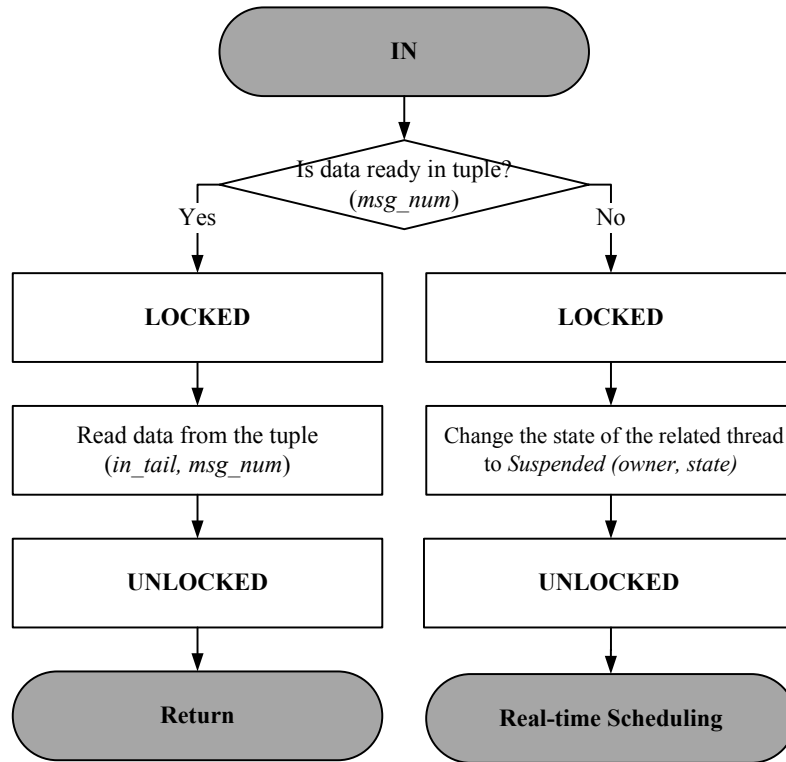 IN
Is data ready in tuple?
(msg_num)
Yes
No
LOCKED
LOCKED
Read data from the tuple
(in_tail, msg_num)
Change the state of the related thread
to Suspended (owner, state)
UNLOCKED
UNLOCKED
Return
Real-time Scheduling